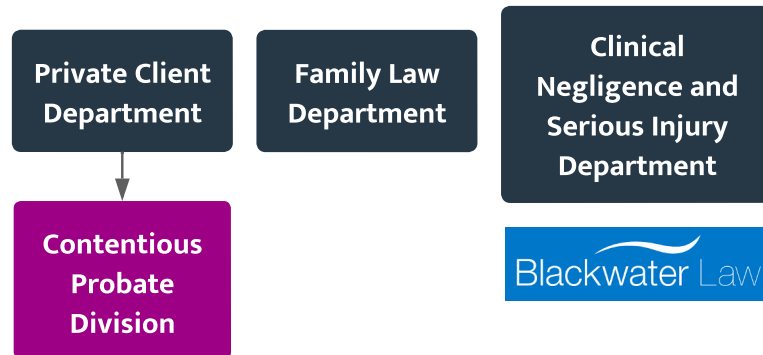 Private Client
Department
Family Law
Department
Clinical
Negligence and
Serious Injury
Department
Contentious
Probate
Division
Blackwater Law